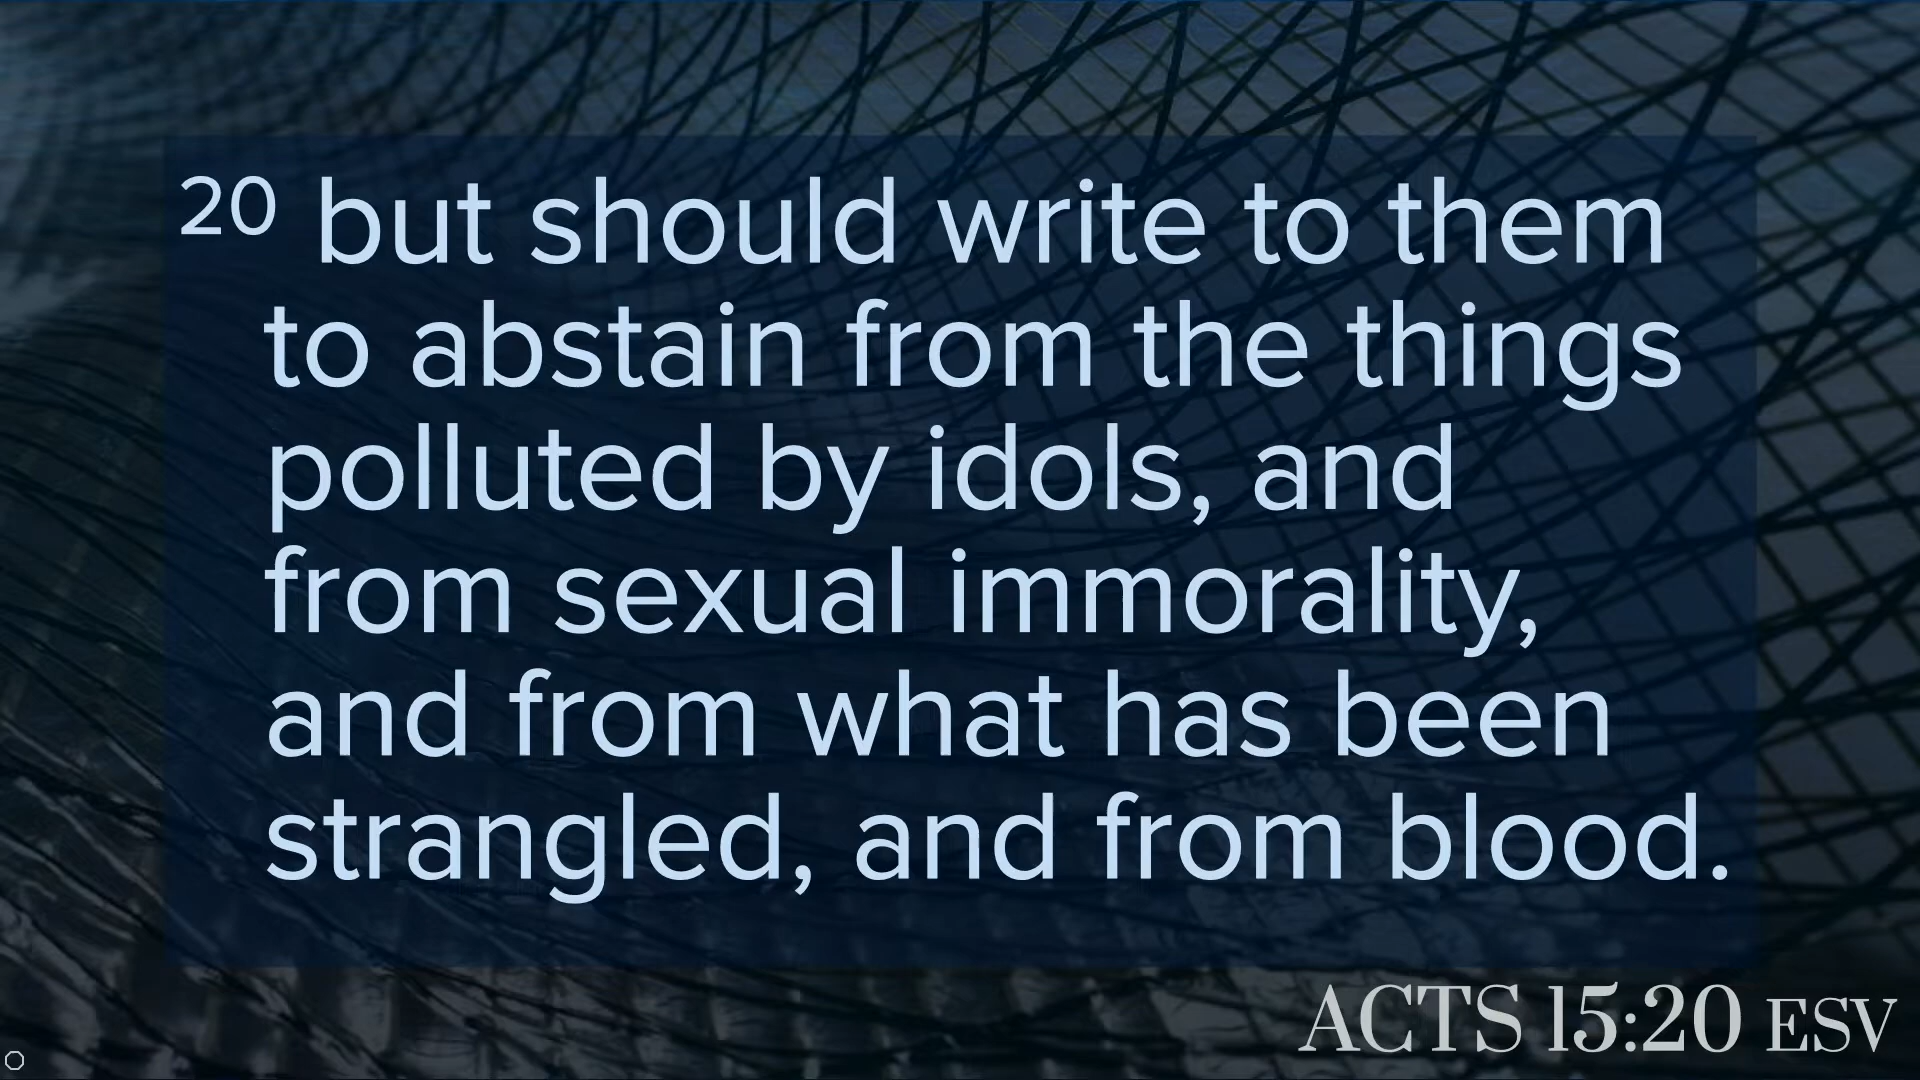 20 but should write to them
to abstain from the things
polluted by idols, and
from sexual immorality,
and from what has been
strangled, and from blood.
ACTS 15:20 ESV